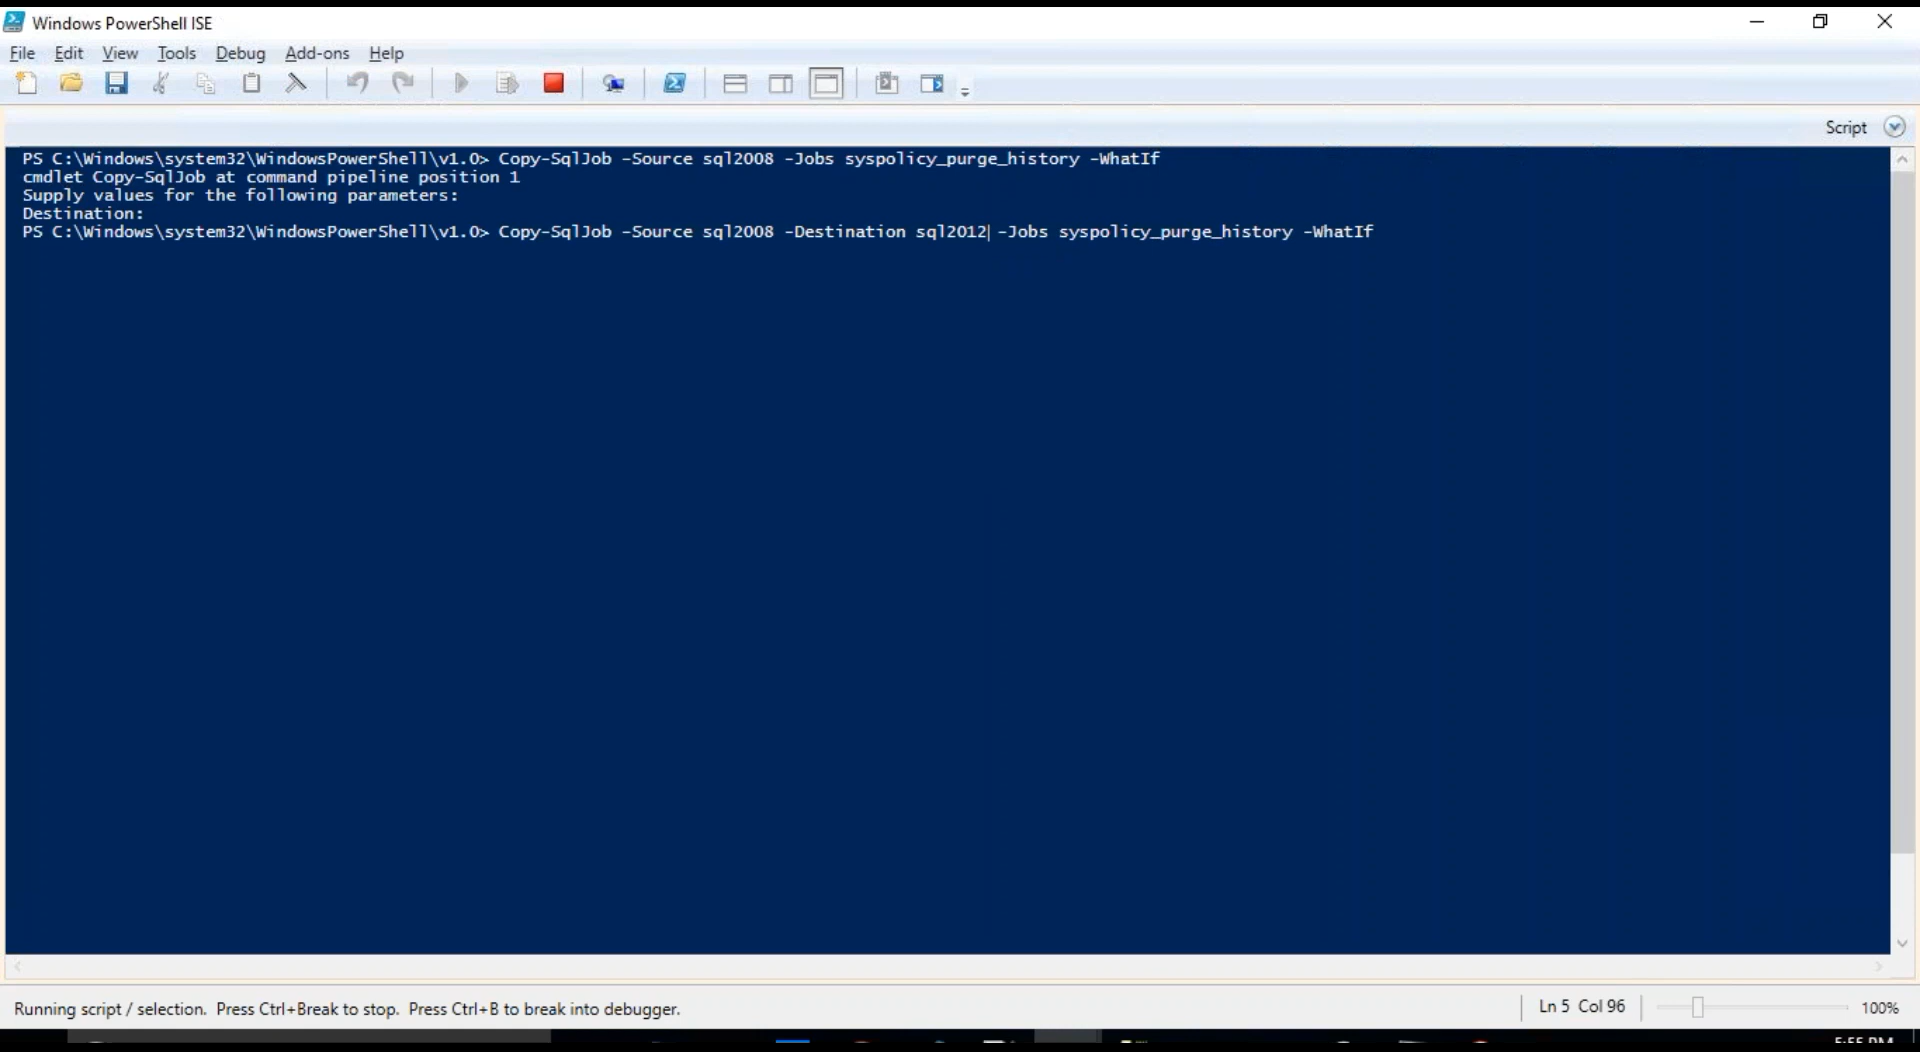 Windows PowerShell ISE
File Edit View Tools Debug Add-ons Help
Script
PS C:\Windows\system32\WindowsPowerShell\v1.0> Copy-SqlJob -Source sql2008 -Jobs syspolicy_purge_history -WhatIf
cmdlet Copy-SqlJob at command pipeline position 1
Supply values for the following parameters:
Destination:
PS C:\Windows\system32\WindowsPowerShell\v1.0> Copy-SqlJob -Source sql2008 -Destination sql2012 -Jobs syspolicy_purge_history -WhatIf
Running script / selection. Press Ctrl+Break to stop. Press Ctrl+B to break into debugger.
Ln 5 Col 96
100%
5:55 PM